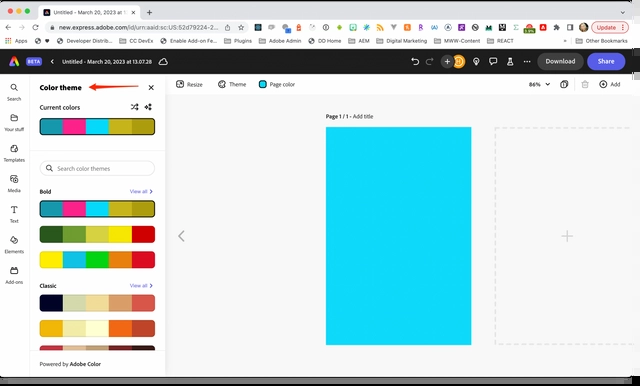 Untitled - March 20, 2023 at
new.express.adobe.com/id/urn:aaid:sc:US:52d79224-2...
Update
Apps
Developer Distrib...
CC DevEx
Enable Add-on Fe...
Plugins
Adobe Admin
DD Home
AEM
Digital Marketing
MWW-Content
REACT
Other Bookmarks
BETA
Untitled - March 20, 2023 at 13.07.28
Download
Share
Search
Your stuff
Templates
Media
Text
Elements
Add-ons
Color theme
Current colors
Search color themes
Bold
View all
Classic
View all
Powered by Adobe Color
Resize
Theme
Page color
86%
Add
Page 1 / 1 - Add title